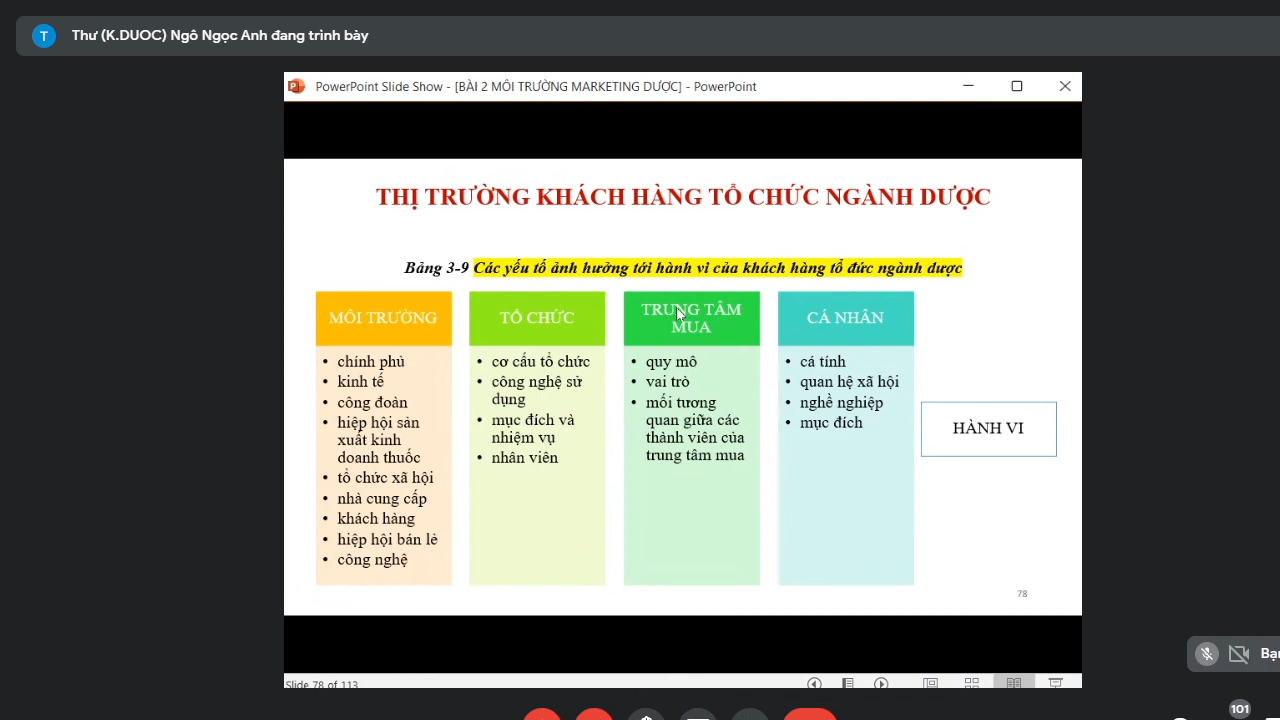 T
Thư (K.DUOC) Ngô Ngọc Anh đang trình bày
PowerPoint Slide Show - [BÀI 2 MÔI TRƯỜNG MARKETING DƯỢC] - PowerPoint
THỊ TRƯỜNG KHÁCH HÀNG TỔ CHỨC NGÀNH DƯỢC
Bảng 3-9 Các yếu tố ảnh hưởng tới hành vi của khách hàng tổ đức ngành dược
MÔI TRƯỜNG
• chính phủ
• kinh tế
• công đoàn
• hiệp hội sản
xuất kinh
doanh thuốc
• tổ chức xã hội
• nhà cung cấp
• khách hàng
• hiệp hội bán lẻ
• công nghệ
TỔ CHỨC
• cơ cấu tổ chức
• công nghệ sử
dụng
• mục đích và
nhiệm vụ
• nhân viên
TRUNG TÂM
MUA
• quy mô
• vai trò
• mối tương
quan giữa các
thành viên của
trung tâm mua
CÁ NHÂN
• cá tính
• quan hệ xã hội
• nghề nghiệp
• mục đích
HÀNH VI
78
Slide 78 of 113
101